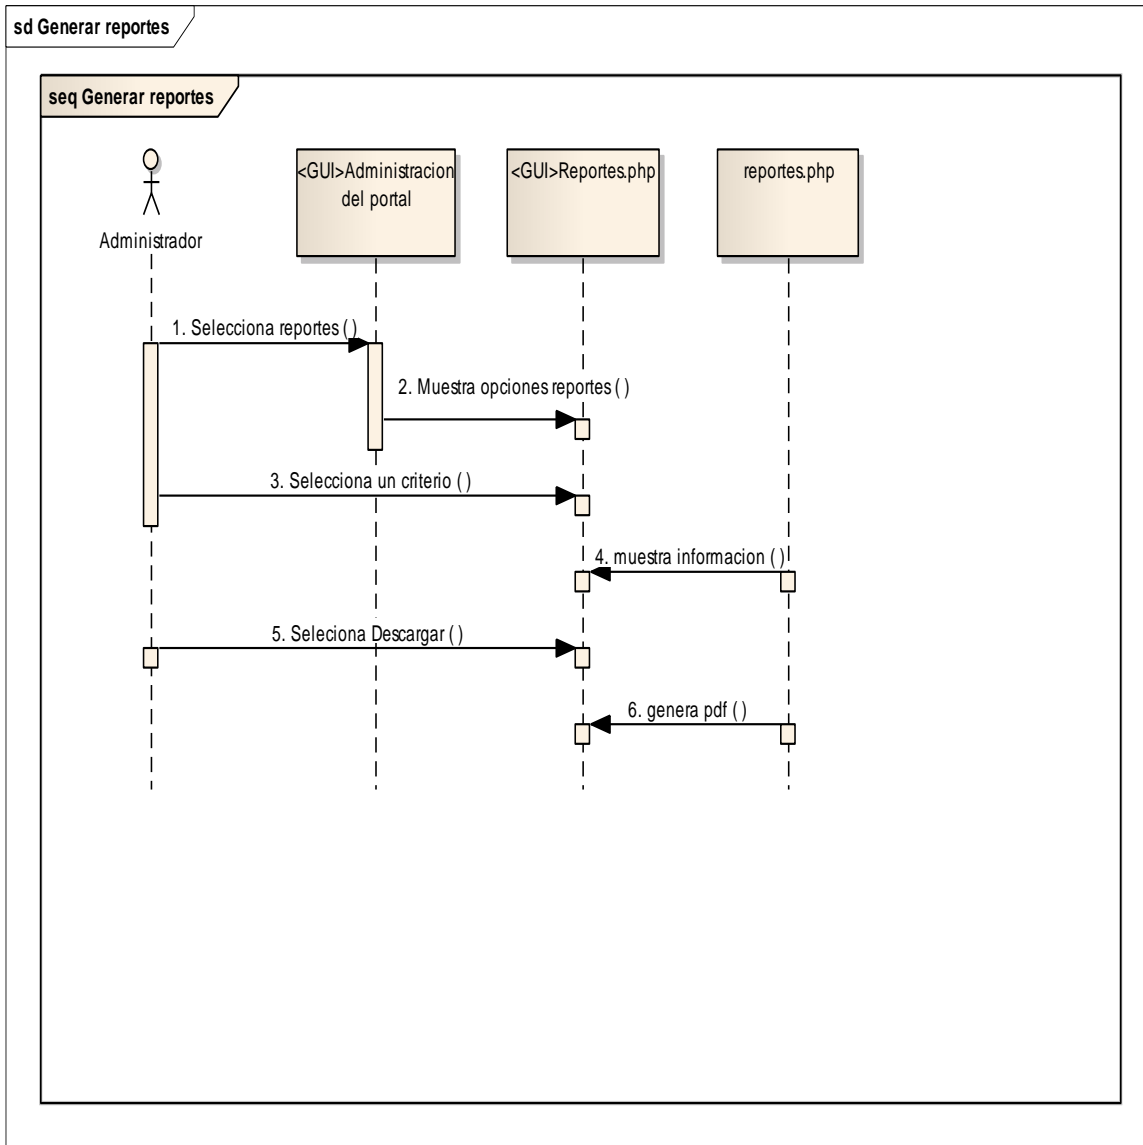 sd Generar reportes
seq Generar reportes
Administrador
<GUI>Administracion
del portal
<GUI>Reportes.php
reportes.php
1. Selecciona reportes ( )
2. Muestra opciones reportes ( )
3. Selecciona un criterio ( )
4. muestra informacion ( )
5. Seleciona Descargar ( )
6. genera pdf ( )